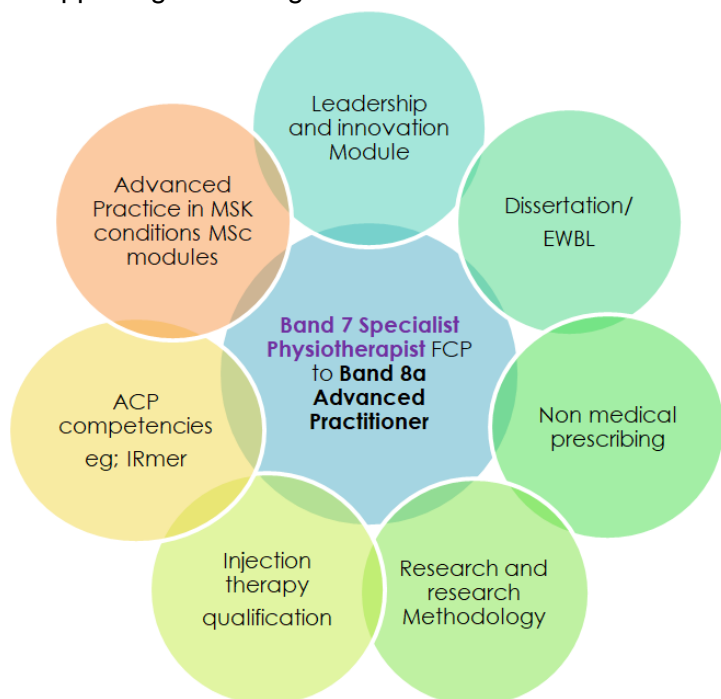 Leadership
and innovation
Module
Dissertation/
EWBL
Non medical
prescribing
Research and
research
Methodology
Injection
therapy
qualification
ACP
competencies
eg; IRmer
Advanced
Practice in MSK
conditions MSc
modules
Band 7 Specialist
Physiotherapist FCP
to Band 8a
Advanced
Practitioner